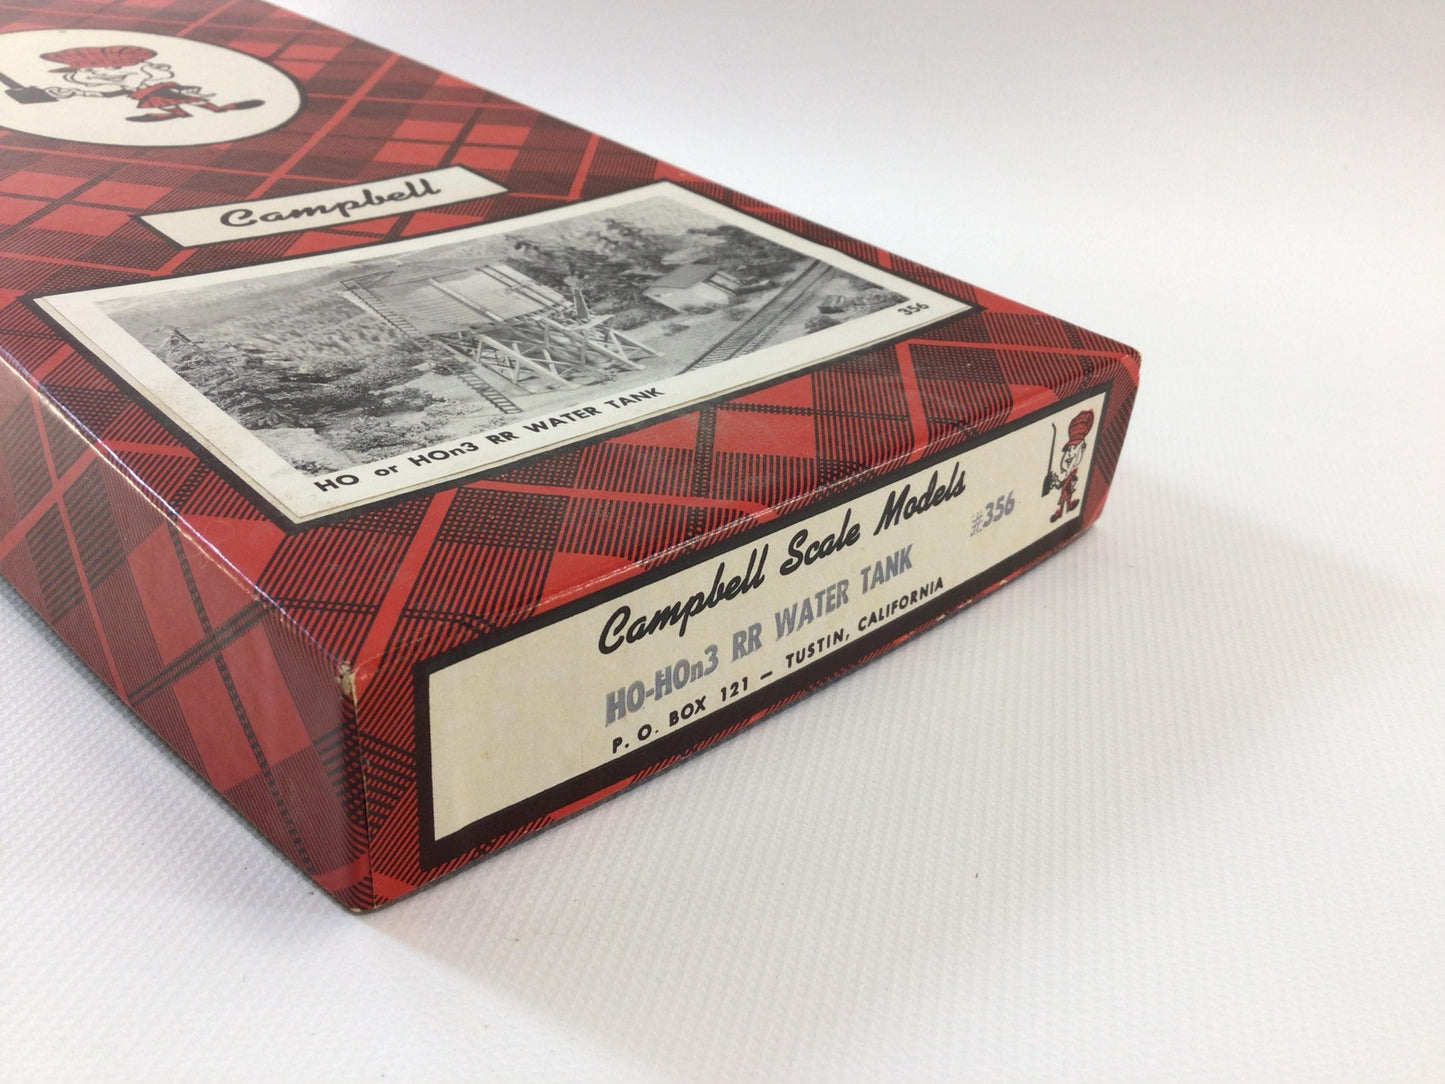 Campbell
356
HO or HOn3 RR WATER TANK
Campbell Scale Models
HO-HOn3 RR WATER TANK #356
P. O. BOX 121 — TUSTIN, CALIFORNIA